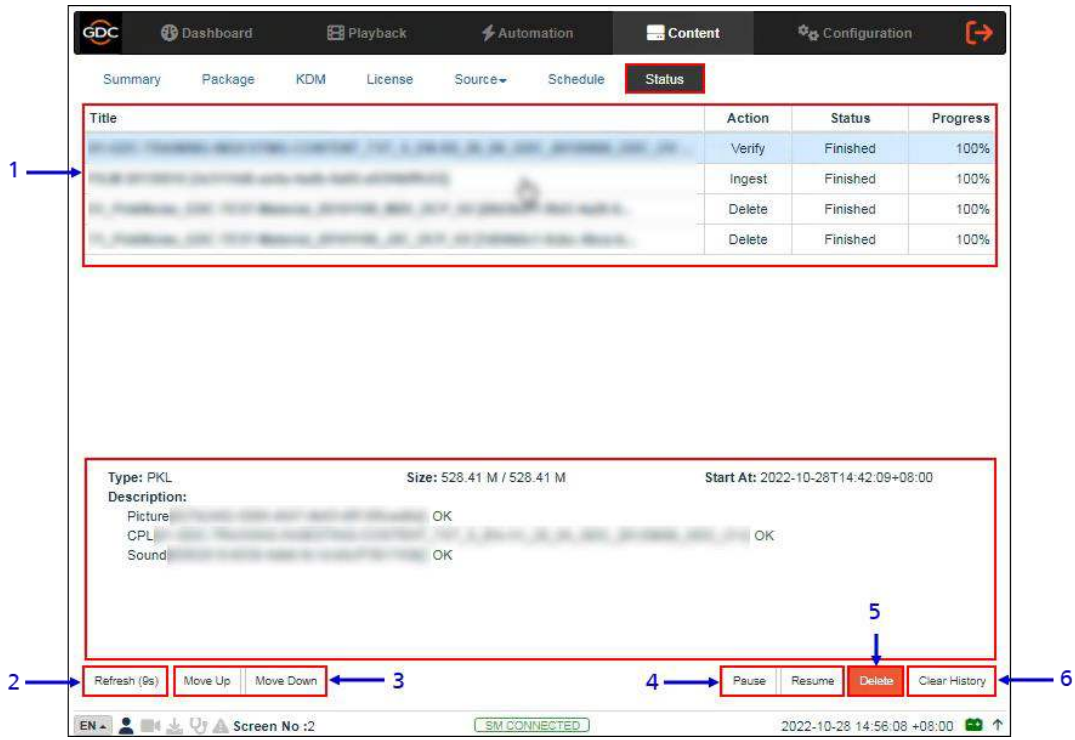 GDC Dashboard Playback Automation Content Configuration
Summary Package KDM License Source Schedule Status
Title Action Status Progress
Verify Finished 100%
1
Ingest Finished 100%
Delete Finished 100%
Delete Finished 100%
Type: PKL Size: 528.41 M / 528.41 M Start At: 2022-10-28T14:42:09+08:00
Description:
Picture OK
CPL OK
Sound OK
5
2 Refresh (9s) Move Up Move Down 3 4 Pause Resume Delete Clear History 6
EN Screen No :2 SM CONNECTED 2022-10-28 14:56:08 +08:00